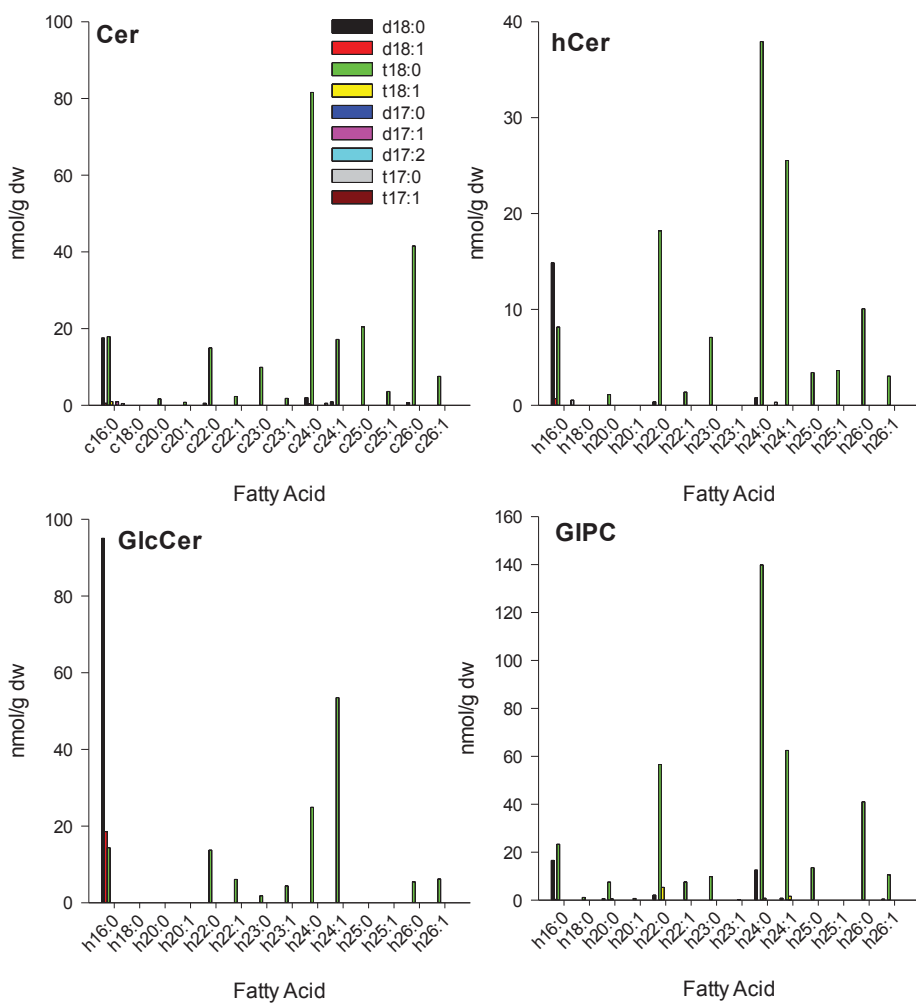 Cer
100
80
60
40
20
0
nmol/g dw
d18:0
d18:1
t18:0
t18:1
d17:0
d17:1
d17:2
t17:0
t17:1
c16:0
c18:0
c20:0
c20:1
c22:0
c22:1
c23:0
c23:1
c24:0
c24:1
c25:0
c25:1
c26:0
c26:1
Fatty Acid
hCer
40
30
20
10
0
nmol/g dw
h16:0
h18:0
h20:0
h20:1
h22:0
h22:1
h23:0
h23:1
h24:0
h24:1
h25:0
h25:1
h26:0
h26:1
Fatty Acid
GlcCer
100
80
60
40
20
0
nmol/g dw
h16:0
h18:0
h20:0
h20:1
h22:0
h22:1
h23:0
h23:1
h24:0
h24:1
h25:0
h25:1
h26:0
h26:1
Fatty Acid
GIPC
160
140
120
100
80
60
40
20
0
nmol/g dw
h16:0
h18:0
h20:0
h20:1
h22:0
h22:1
h23:0
h23:1
h24:0
h24:1
h25:0
h25:1
h26:0
h26:1
Fatty Acid